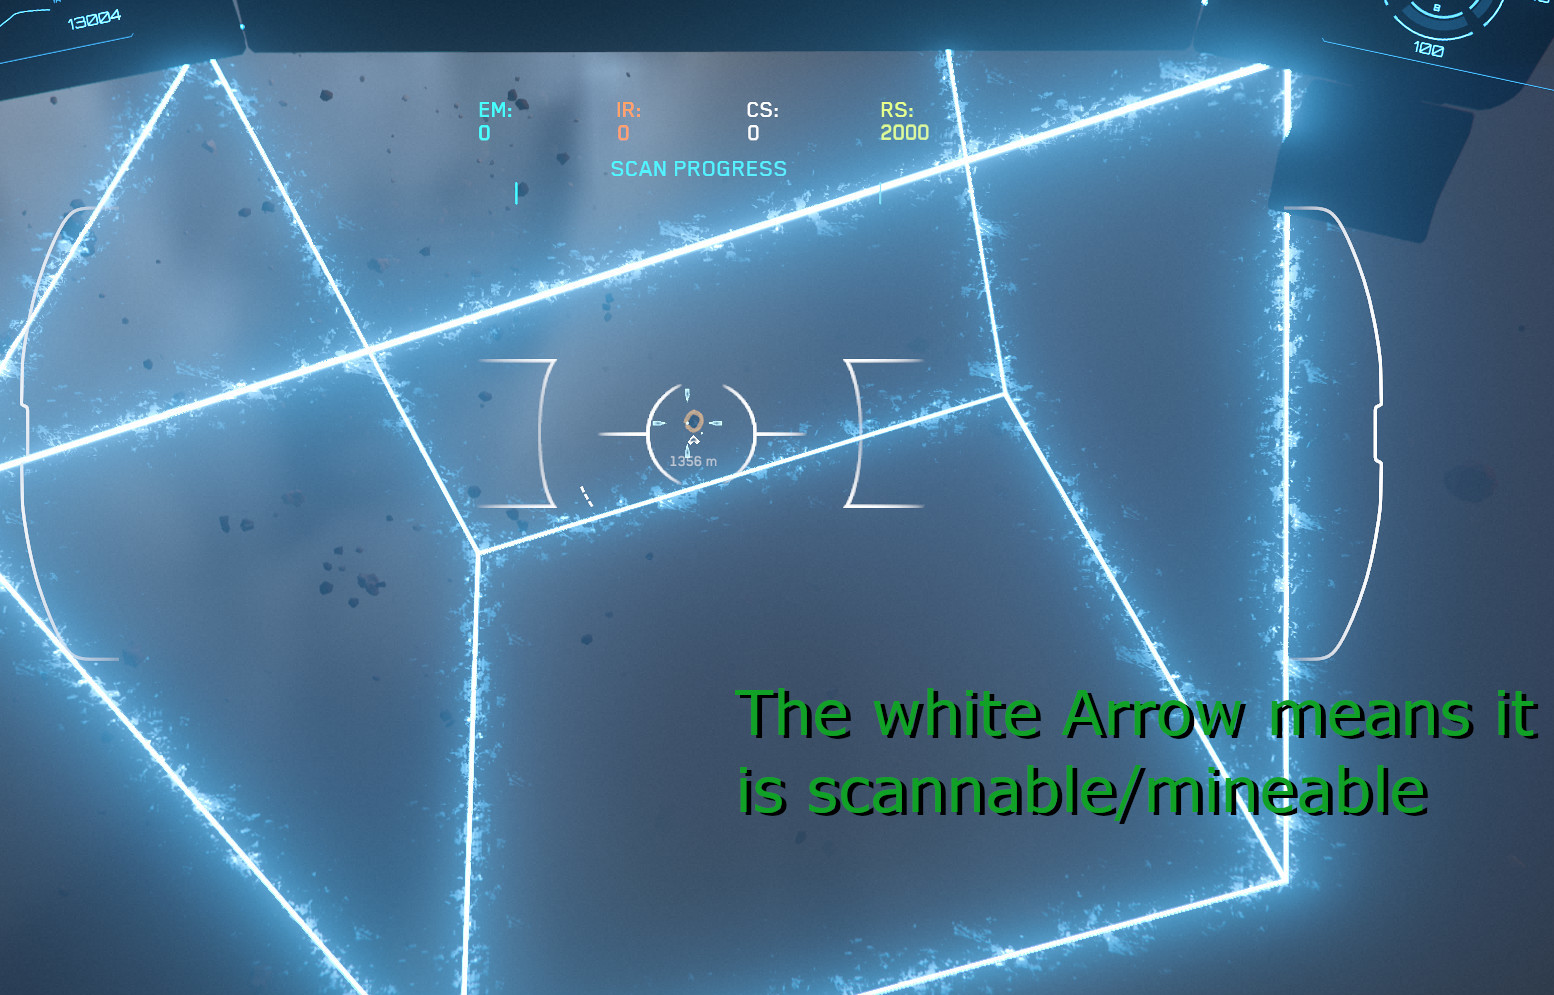 13004
8
100
EM: IR: CS: RS:
0 0 0 2000
SCAN PROGRESS
1356 m
The white Arrow means it
is scannable/mineable